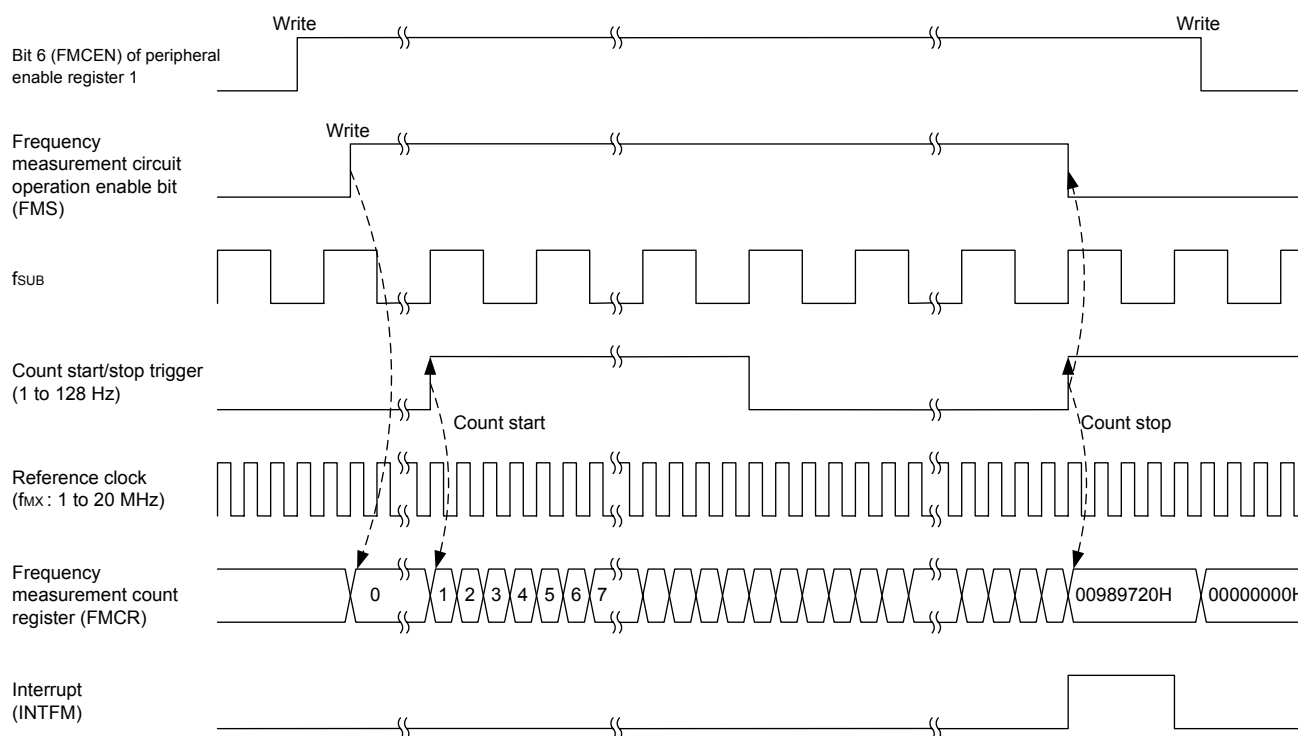 Write
Write
Bit 6 (FMCEN) of peripheral
enable register 1
Write
Frequency
measurement circuit
operation enable bit
(FMS)
fSUB
Count start/stop trigger
(1 to 128 Hz)
Count start
Count stop
Reference clock
(fMX : 1 to 20 MHz)
Frequency
measurement count
register (FMCR)
0 1 2 3 4 5 6 7 00989720H 00000000H
Interrupt
(INTFM)